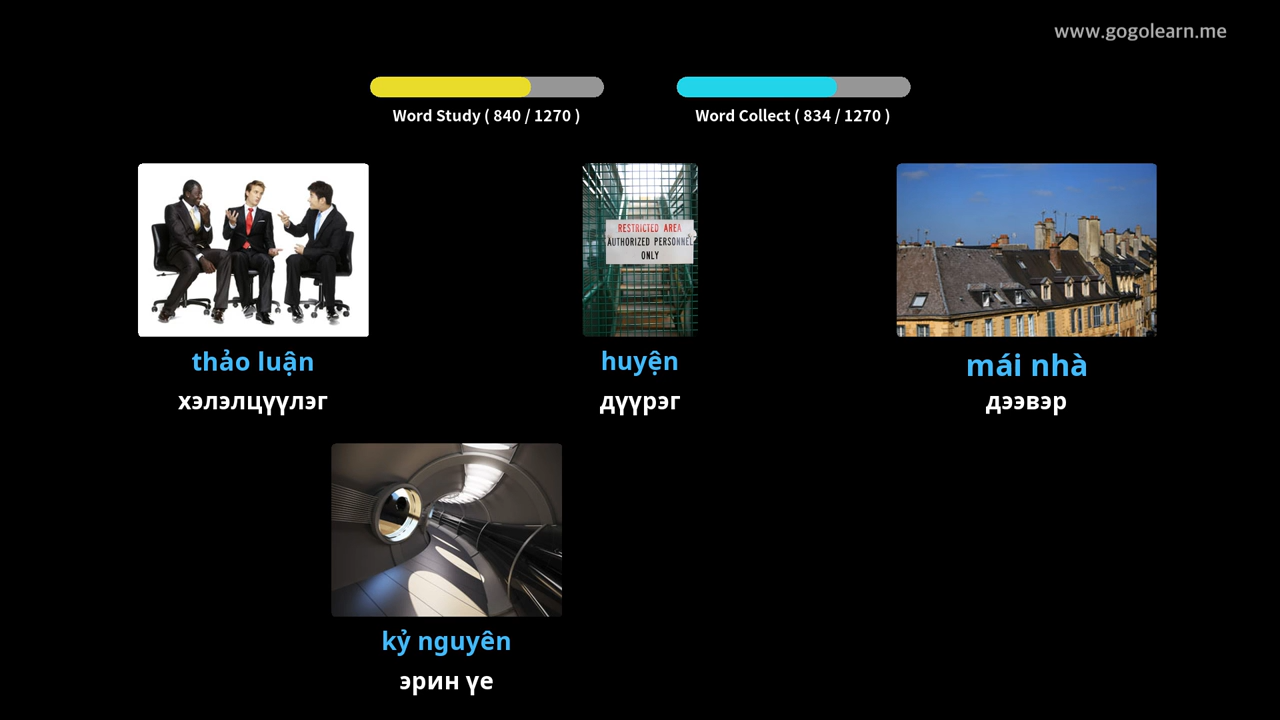 www.gogolearn.me
Word Study ( 840 / 1270 )
Word Collect ( 834 / 1270 )
RESTRICTED AREA
AUTHORIZED PERSONNEL
ONLY
thảo luận
хэлэлцүүлэг
huyện
дүүрэг
mái nhà
дээвэр
kỷ nguyên
эрин үе